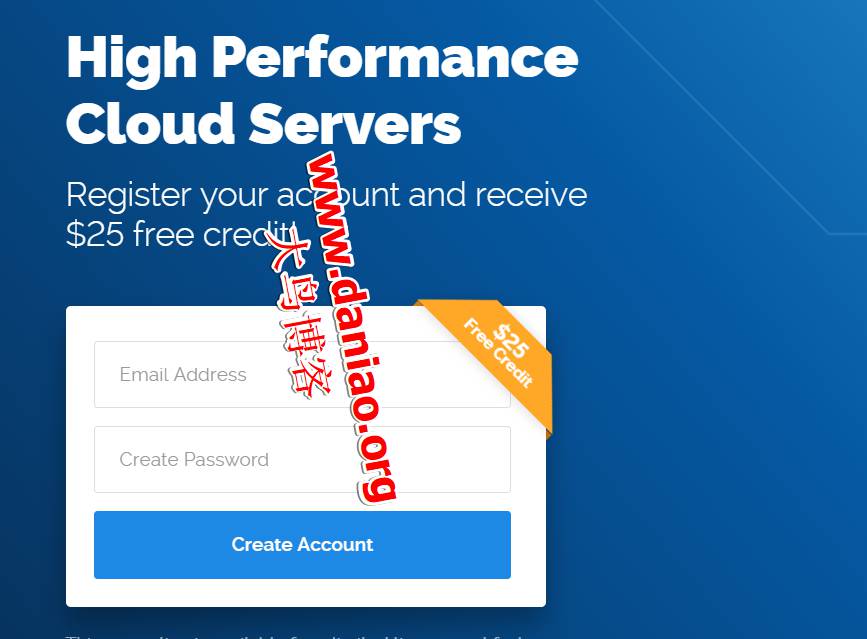 High Performance
Cloud Servers
Register your account and receive
$25 free credit!
www.daniao.org
大鸟博客
$25
Free Credit
Email Address
Create Password
Create Account